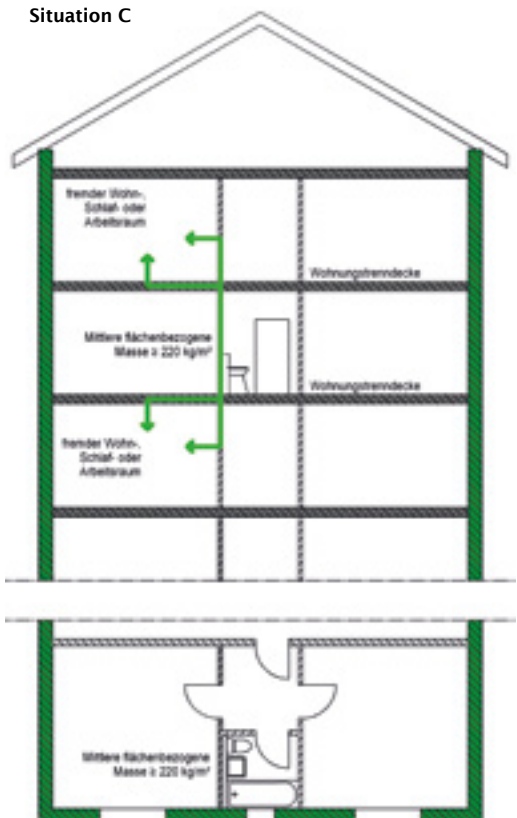 Situation C
fremder Wohn-,
Schlaf- oder
Arbeitsraum
Wohnungstrenndecke
Mittlere flächenbezogene
Masse ≥ 220 kg/m²
Wohnungstrenndecke
fremder Wohn-,
Schlaf- oder
Arbeitsraum
Mittlere flächenbezogene
Masse ≥ 220 kg/m²